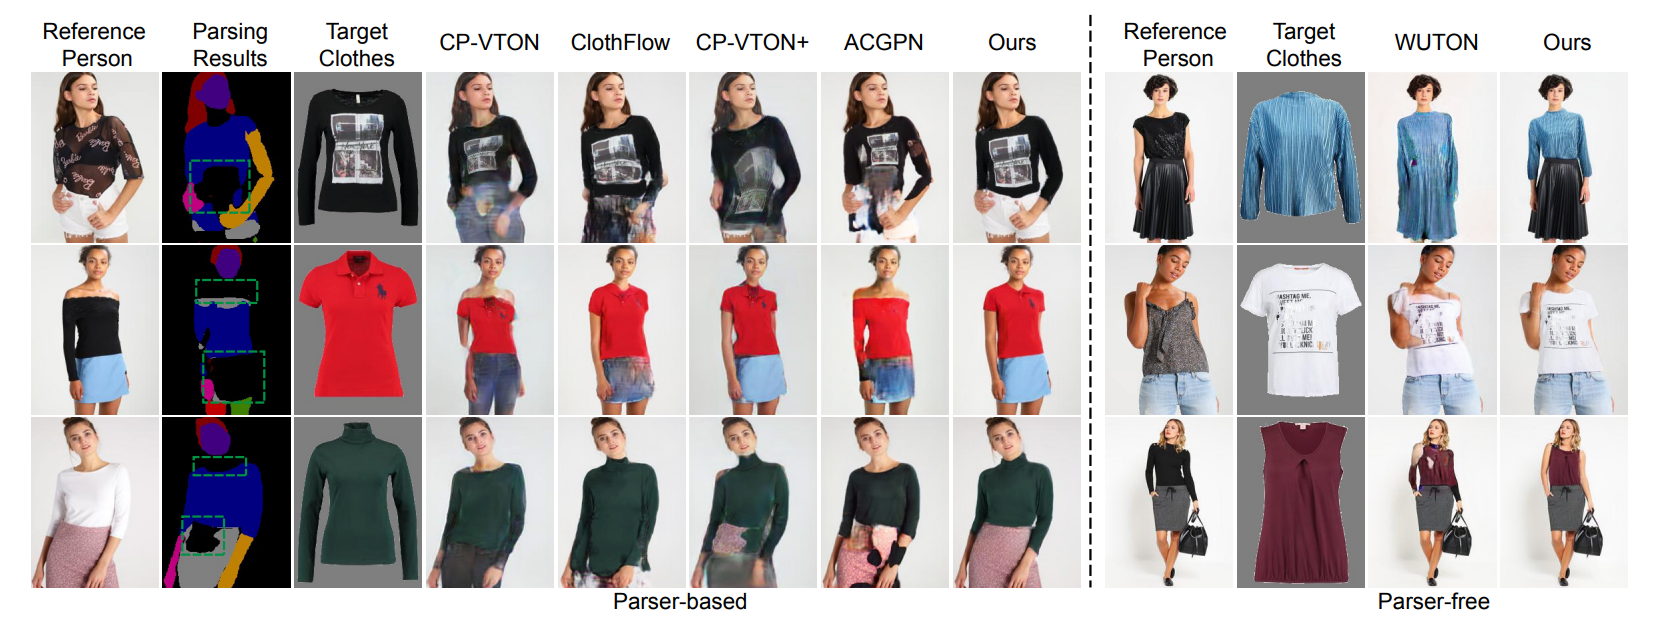 Reference
Person
Parsing
Results
Target
Clothes
CP-VTON
ClothFlow
CP-VTON+
ACGPN
Ours
Reference
Person
Target
Clothes
WUTON
Ours
Parser-based
Parser-free